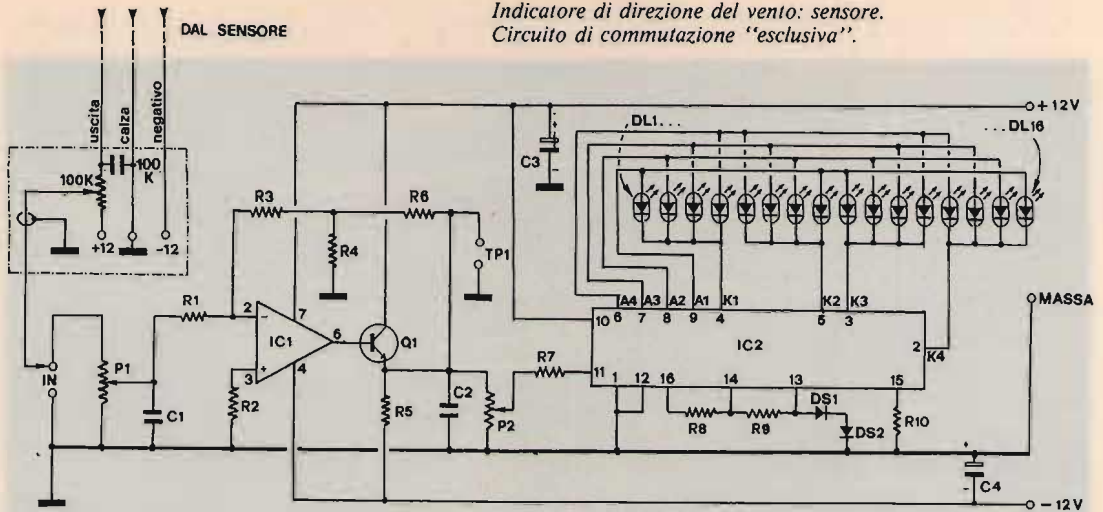 Indicatore di direzione del vento: sensore.
Circuito di commutazione "esclusiva".
DAL SENSORE
uscita
calza
negativo
100K
100
K
+12
-12
IN
P1
C1
R1
R2
R3
R4
R5
R6
2
-
3
+
7
4
6
IC1
Q1
TP1
C2
P2
R7
C3
+
-
+ 12V
DL1...
...DL16
A4
A3
A2
A1
K1
K2
K3
10
6
7
8
9
4
5
3
IC2
2
K4
11
1
12
16
14
13
15
R8
R9
DS1
DS2
R10
MASSA
+
-
C4
- 12V